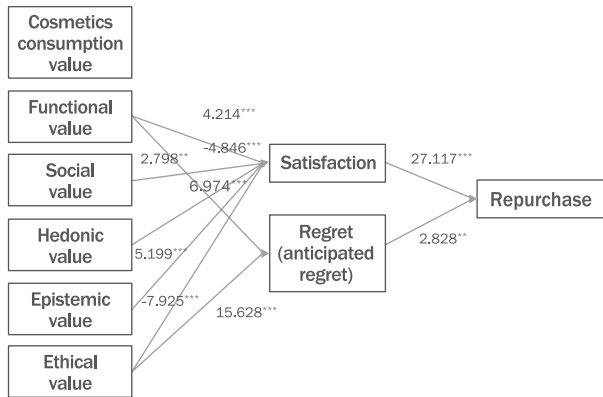 Cosmetics
consumption
value
Functional
value
4.214***
-4.846***
2.798**
Social
value
Satisfaction
27.117***
6.974***
Repurchase
Hedonic
value
Regret
(anticipated
regret)
2.828**
5.199***
Epistemic
value
-7.925***
15.628***
Ethical
value